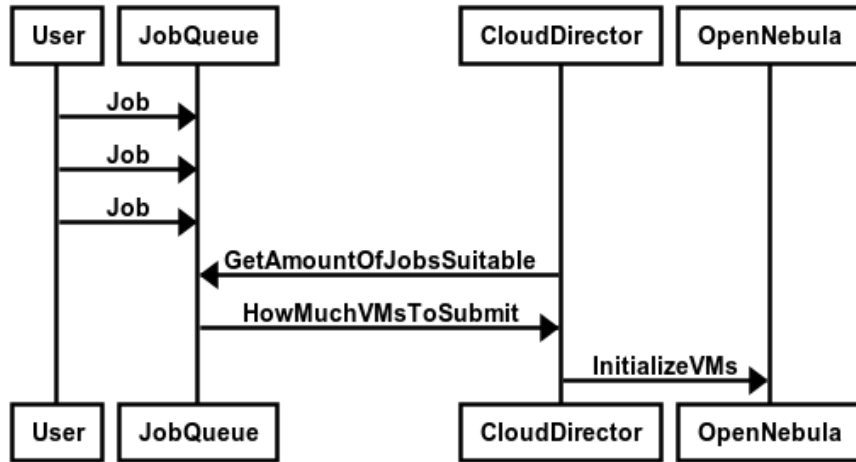 User JobQueue CloudDirector OpenNebula
Job
Job
Job
GetAmountOfJobsSuitable
HowMuchVMsToSubmit
InitializeVMs
User JobQueue CloudDirector OpenNebula